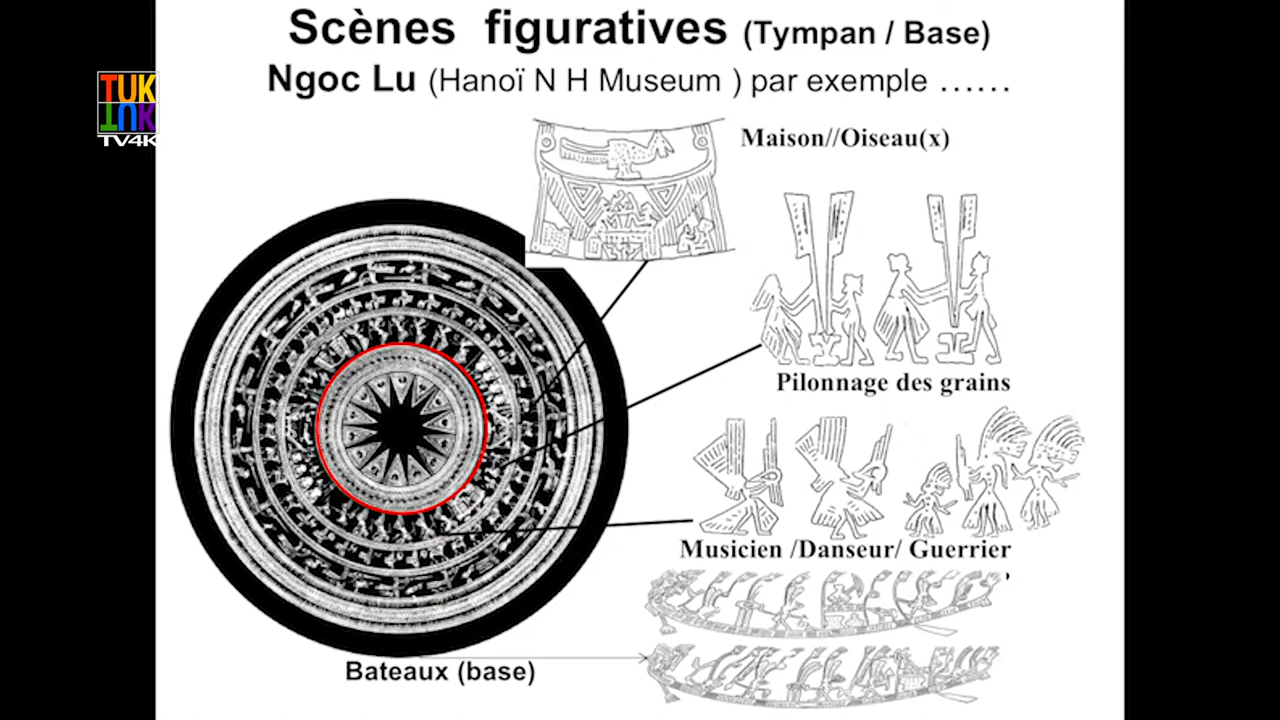 Scènes figuratives (Tympan / Base)
Ngoc Lu (Hanoï N H Museum ) par exemple ......
TUK
TUK
TV4K
Maison//Oiseau(x)
Pilonnage des grains
Musicien /Danseur/ Guerrier
,
Bateaux (base)